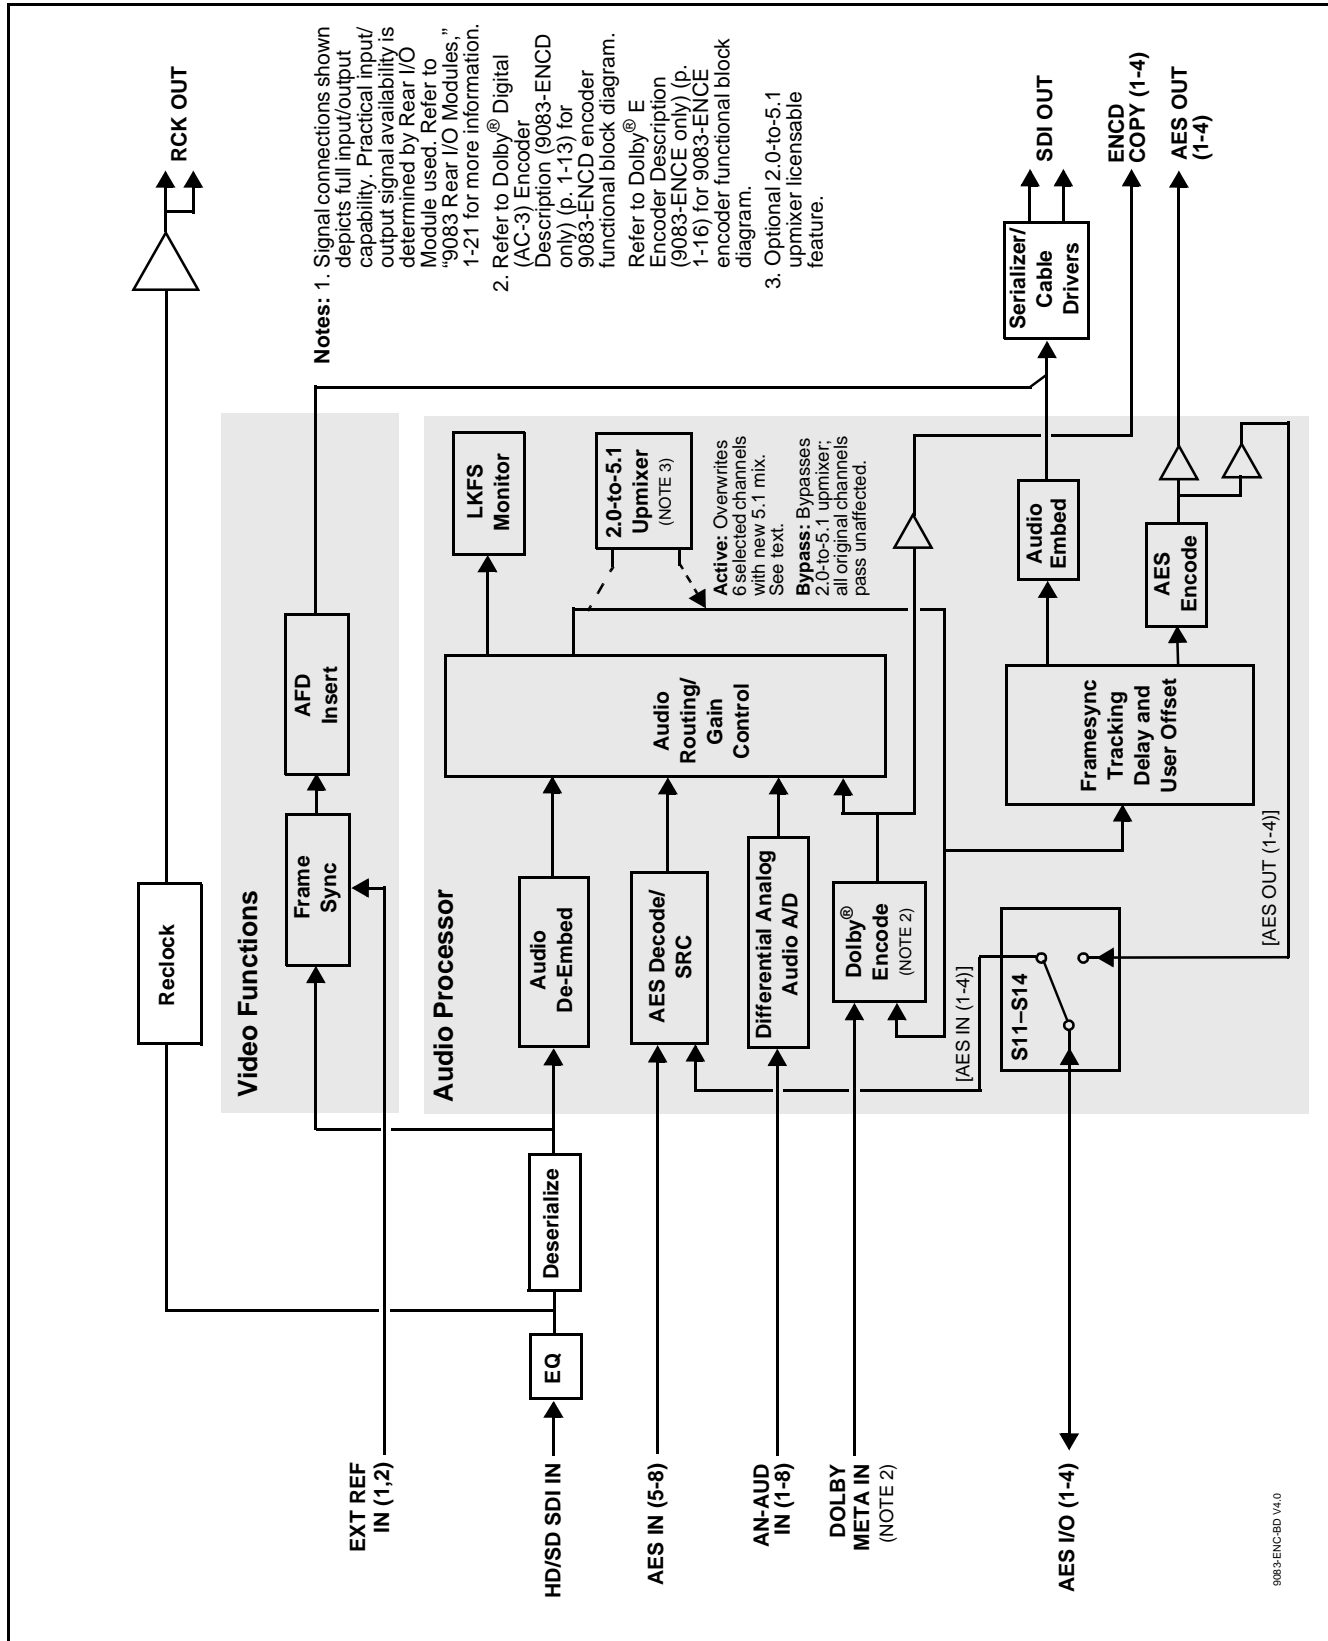 RCK OUT
Notes: 1. Signal connections shown
depicts full input/output
capability. Practical input/
output signal availability is
determined by Rear I/O
Module used. Refer to
“9083 Rear I/O Modules,”
1-21 for more information.
2. Refer to Dolby® Digital
(AC-3) Encoder
Description (9083-ENCD
only) (p. 1-13) for
9083-ENCD encoder
functional block diagram.
Refer to Dolby® E
Encoder Description
(9083-ENCE only) (p.
1-16) for 9083-ENCE
encoder functional block
diagram.
3. Optional 2.0-to-5.1
upmixer licensable
feature.
SDI OUT
ENCD
COPY (1-4)
AES OUT
(1-4)
Reclock
Video Functions
Frame
Sync
AFD
Insert
Audio Processor
LKFS
Monitor
2.0-to-5.1
Upmixer
(NOTE 3)
Active: Overwrites
6 selected channels
with new 5.1 mix.
See text.
Bypass: Bypasses
2.0-to-5.1 upmixer;
all original channels
pass unaffected.
Serializer/
Cable
Drivers
Audio
Embed
AES
Encode
Audio
Routing/
Gain
Control
Framesync
Tracking
Delay and
User Offset
Audio
De-Embed
AES Decode/
SRC
Differential Analog
Audio A/D
Dolby®
Encode
(NOTE 2)
[AES IN (1-4)]
S11–S14
[AES OUT (1-4)]
Deserialize
EQ
EXT REF
IN (1,2)
HD/SD SDI IN
AES IN (5-8)
AN-AUD
IN (1-8)
DOLBY
META IN
(NOTE 2)
AES I/O (1-4)
9083-ENC-BD V4.0